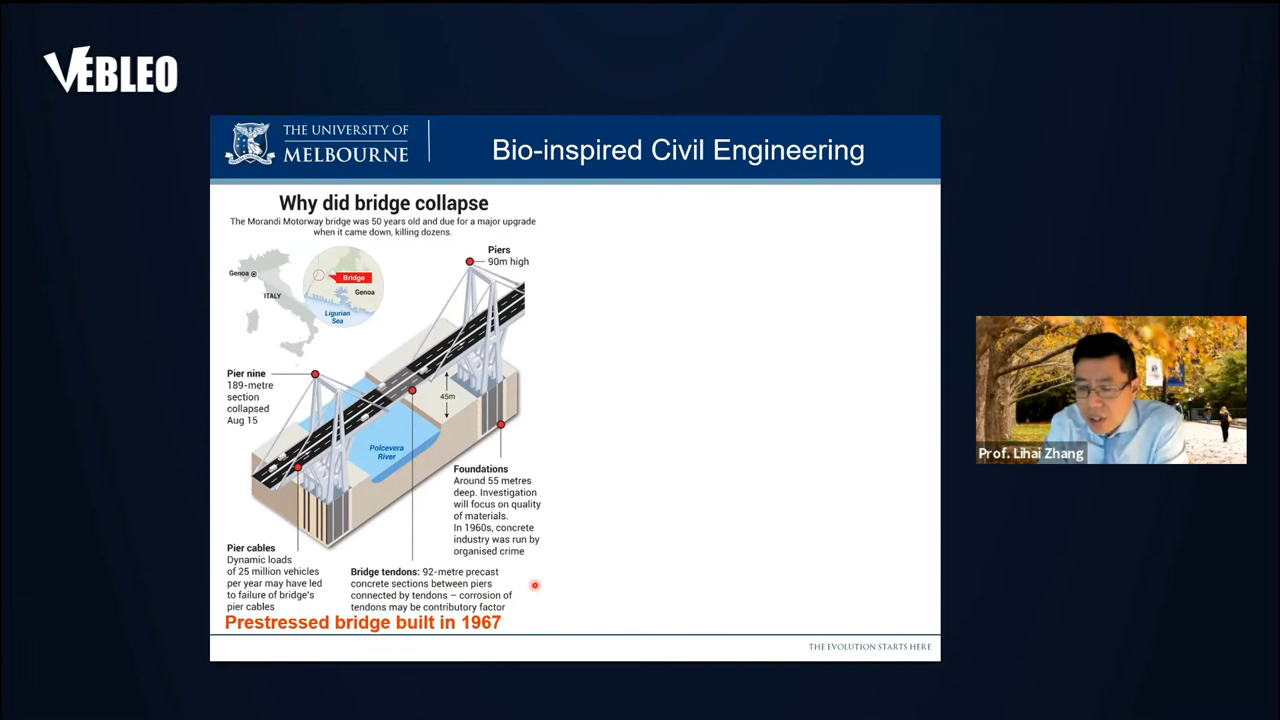 VEBLEO
THE UNIVERSITY OF
MELBOURNE
Bio-inspired Civil Engineering
Why did bridge collapse
The Morandi Motorway bridge was 50 years old and due for a major upgrade
when it came down, killing dozens.
Piers
90m high
Genoa
ITALY
Bridge
Genoa
Ligurian
Sea
Pier nine
189-metre
section
collapsed
Aug 15
45m
Polcevera
River
Foundations
Around 55 metres
deep. Investigation
will focus on quality
of materials.
In 1960s, concrete
industry was run by
organised crime
Pier cables
Dynamic loads
of 25 million vehicles
per year may have led
to failure of bridge's
pier cables
Bridge tendons: 92-metre precast
concrete sections between piers
connected by tendons – corrosion of
tendons may be contributory factor
Prestressed bridge built in 1967
THE EVOLUTION STARTS HERE
Prof. Lihai Zhang